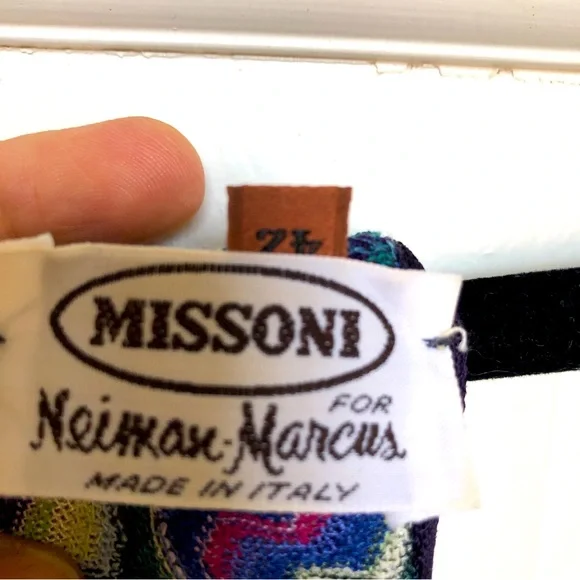 42
MISSONI
FOR
Neiman-Marcus
MADE IN ITALY